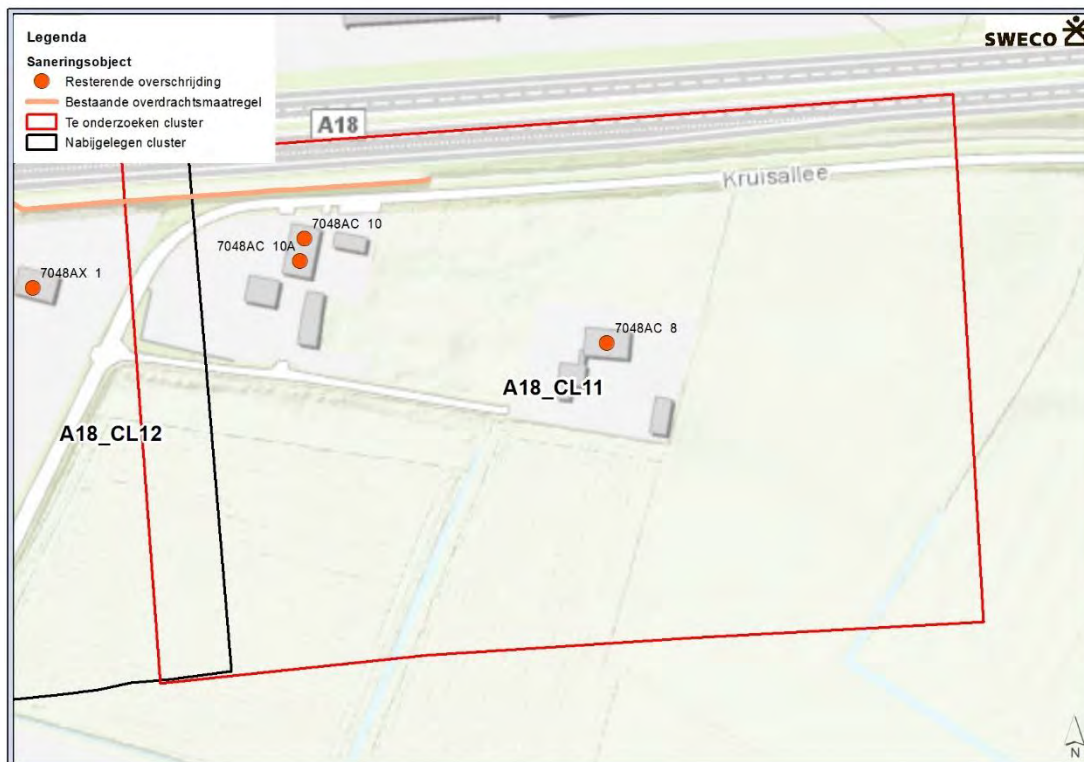 Legenda
Saneringsobject
Resterende overschrijding
Bestaande overdrachtsmaatregel
Te onderzoeken cluster
Nabijgelegen cluster
SWECO
A18
Kruisallee
7048AC 10
7048AC 10A
7048AX 1
7048AC 8
A18_CL11
A18_CL12
N